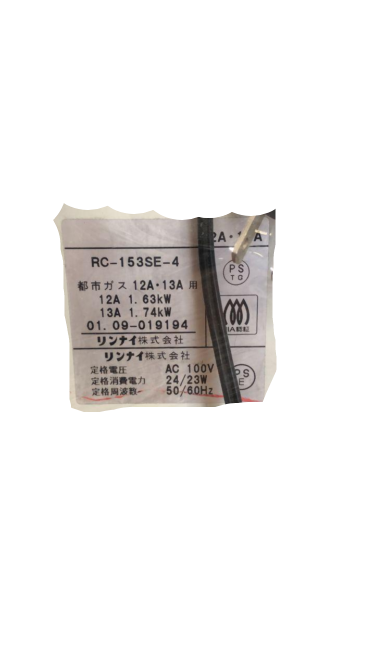 RC-153SE-4
都市ガス 12A·13A 用
12A 1.63kW
13A 1.74kW
01.09-019194
リンナイ株式会社
リンナイ株式会社
定格電圧 AC 100V
定格消費電力 24/23W
定格周波数 50/60Hz
PS
TG